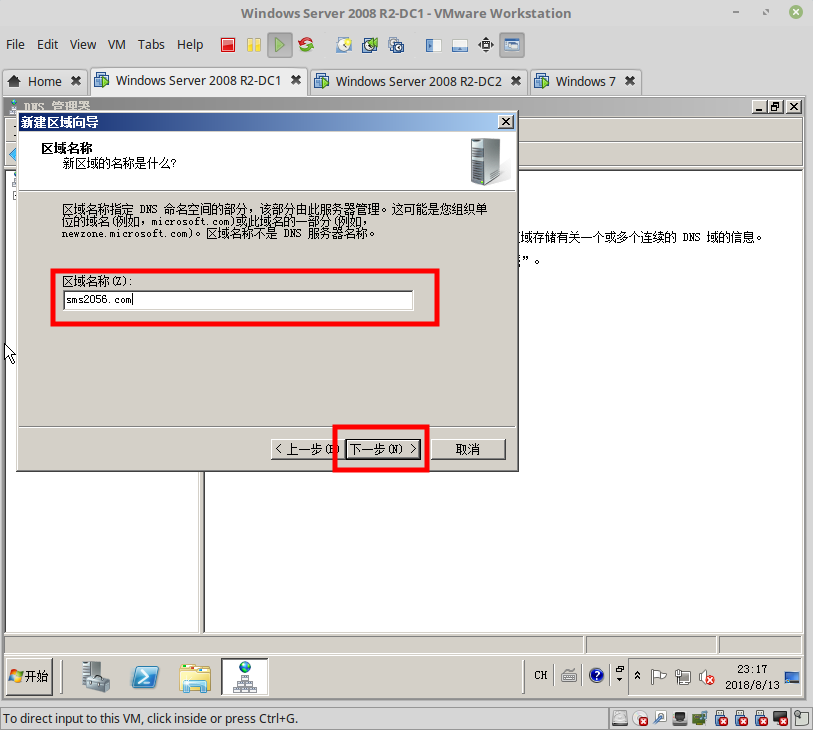 Windows Server 2008 R2-DC1 - VMware Workstation
File Edit View VM Tabs Help
Home Windows Server 2008 R2-DC1 Windows Server 2008 R2-DC2 Windows 7
DNS 管理器
新建区域向导
区域名称
新区域的名称是什么?
区域名称指定 DNS 命名空间的部分，该部分由此服务器管理。这可能是您组织单
位的域名(例如，microsoft.com)或此域名的一部分(例如，
newzone.microsoft.com)。区域名称不是 DNS 服务器名称。
域存储有关一个或多个连续的 DNS 域的信息。
”。
区域名称(Z):
sms2056.com
< 上一步(B) 下一步(N) > 取消
开始 CH 23:17
2018/8/13
To direct input to this VM, click inside or press Ctrl+G.